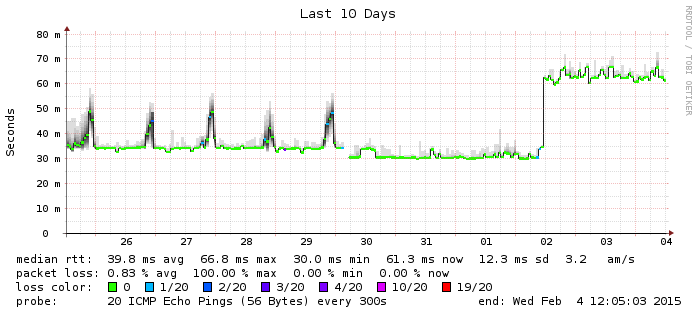 Last 10 Days
RRDTOOL / TOBI OETIKER
Seconds
80 m
70 m
60 m
50 m
40 m
30 m
20 m
10 m
0
26 27 28 29 30 31 01 02 03 04
median rtt: 39.8 ms avg 66.8 ms max 30.0 ms min 61.3 ms now 12.3 ms sd 3.2 am/s
packet loss: 0.83 % avg 100.00 % max 0.00 % min 0.00 % now
loss color: 0 1/20 2/20 3/20 4/20 10/20 19/20
probe: 20 ICMP Echo Pings (56 Bytes) every 300s end: Wed Feb 4 12:05:03 2015